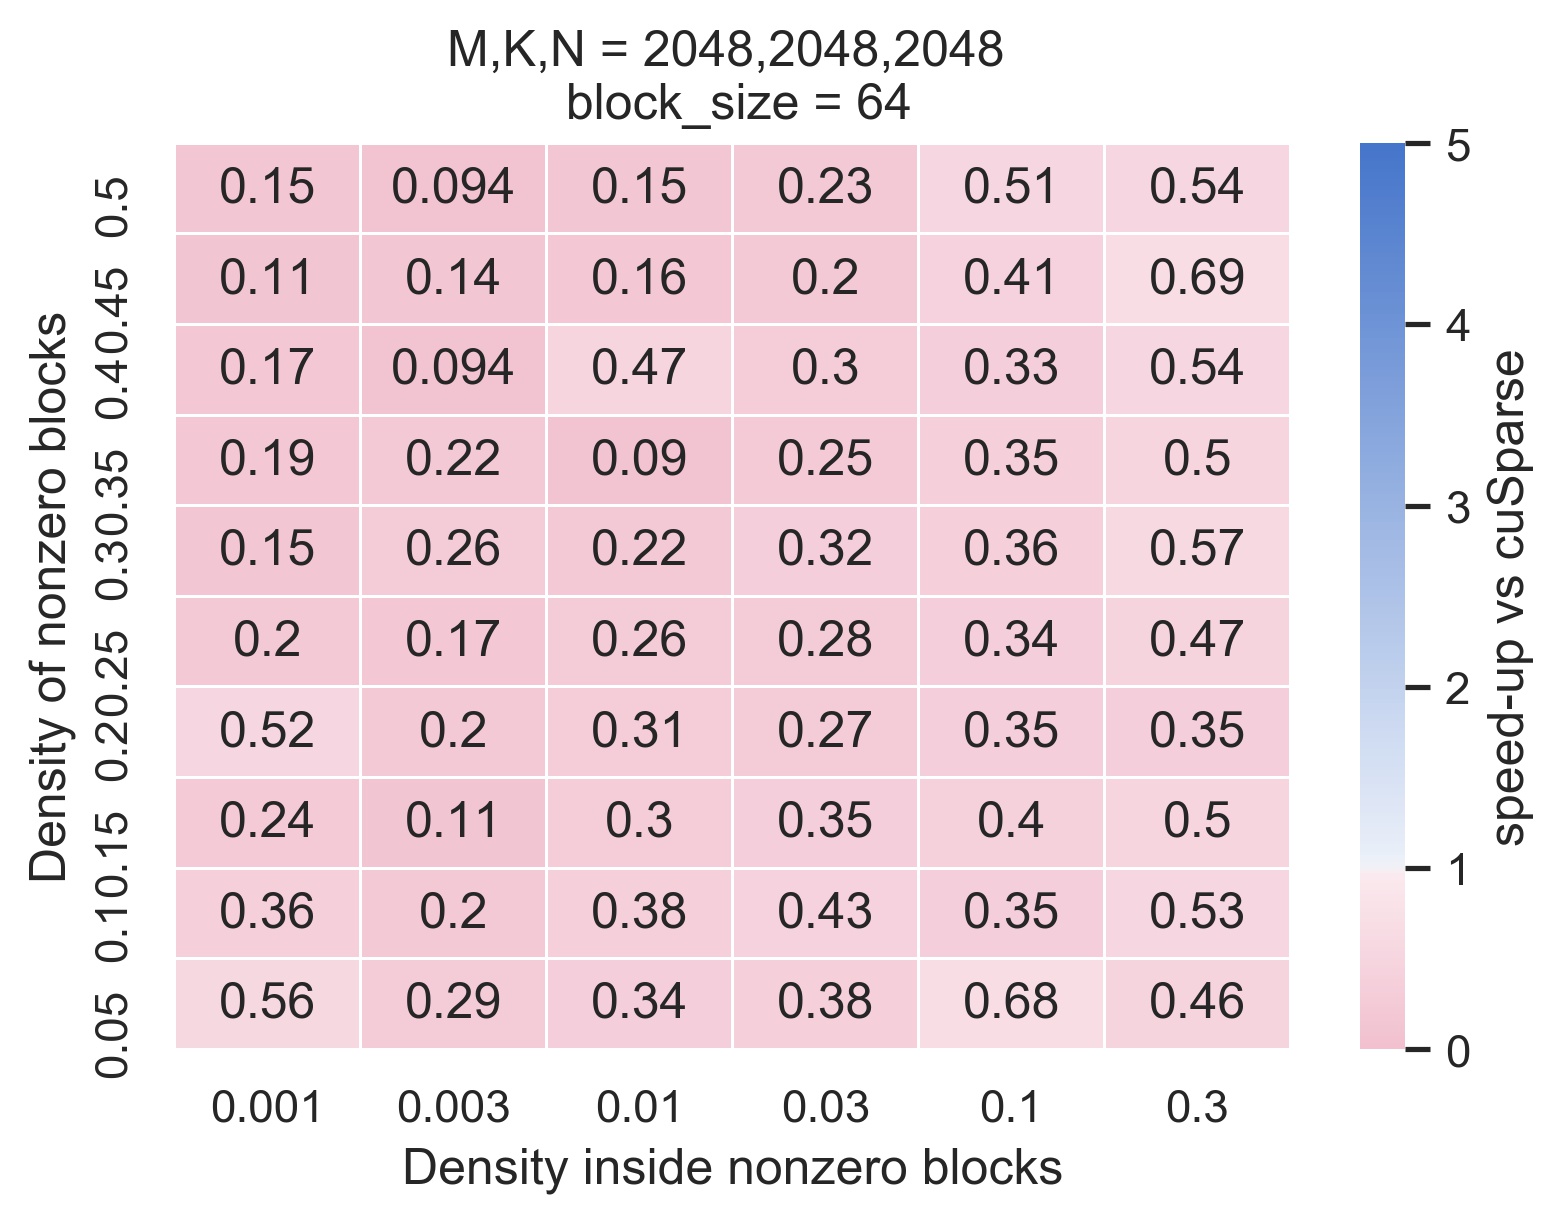 M,K,N = 2048,2048,2048
block_size = 64
Density of nonzero blocks
0.5 0.15 0.094 0.15 0.23 0.51 0.54
0.45 0.11 0.14 0.16 0.2 0.41 0.69
0.4 0.17 0.094 0.47 0.3 0.33 0.54
0.35 0.19 0.22 0.09 0.25 0.35 0.5
0.30 0.15 0.26 0.22 0.32 0.36 0.57
0.25 0.2 0.17 0.26 0.28 0.34 0.47
0.20 0.52 0.2 0.31 0.27 0.35 0.35
0.15 0.24 0.11 0.3 0.35 0.4 0.5
0.10 0.36 0.2 0.38 0.43 0.35 0.53
0.05 0.56 0.29 0.34 0.38 0.68 0.46
0.001 0.003 0.01 0.03 0.1 0.3
Density inside nonzero blocks
5
4
3
2
1
0
speed-up vs cuSparse